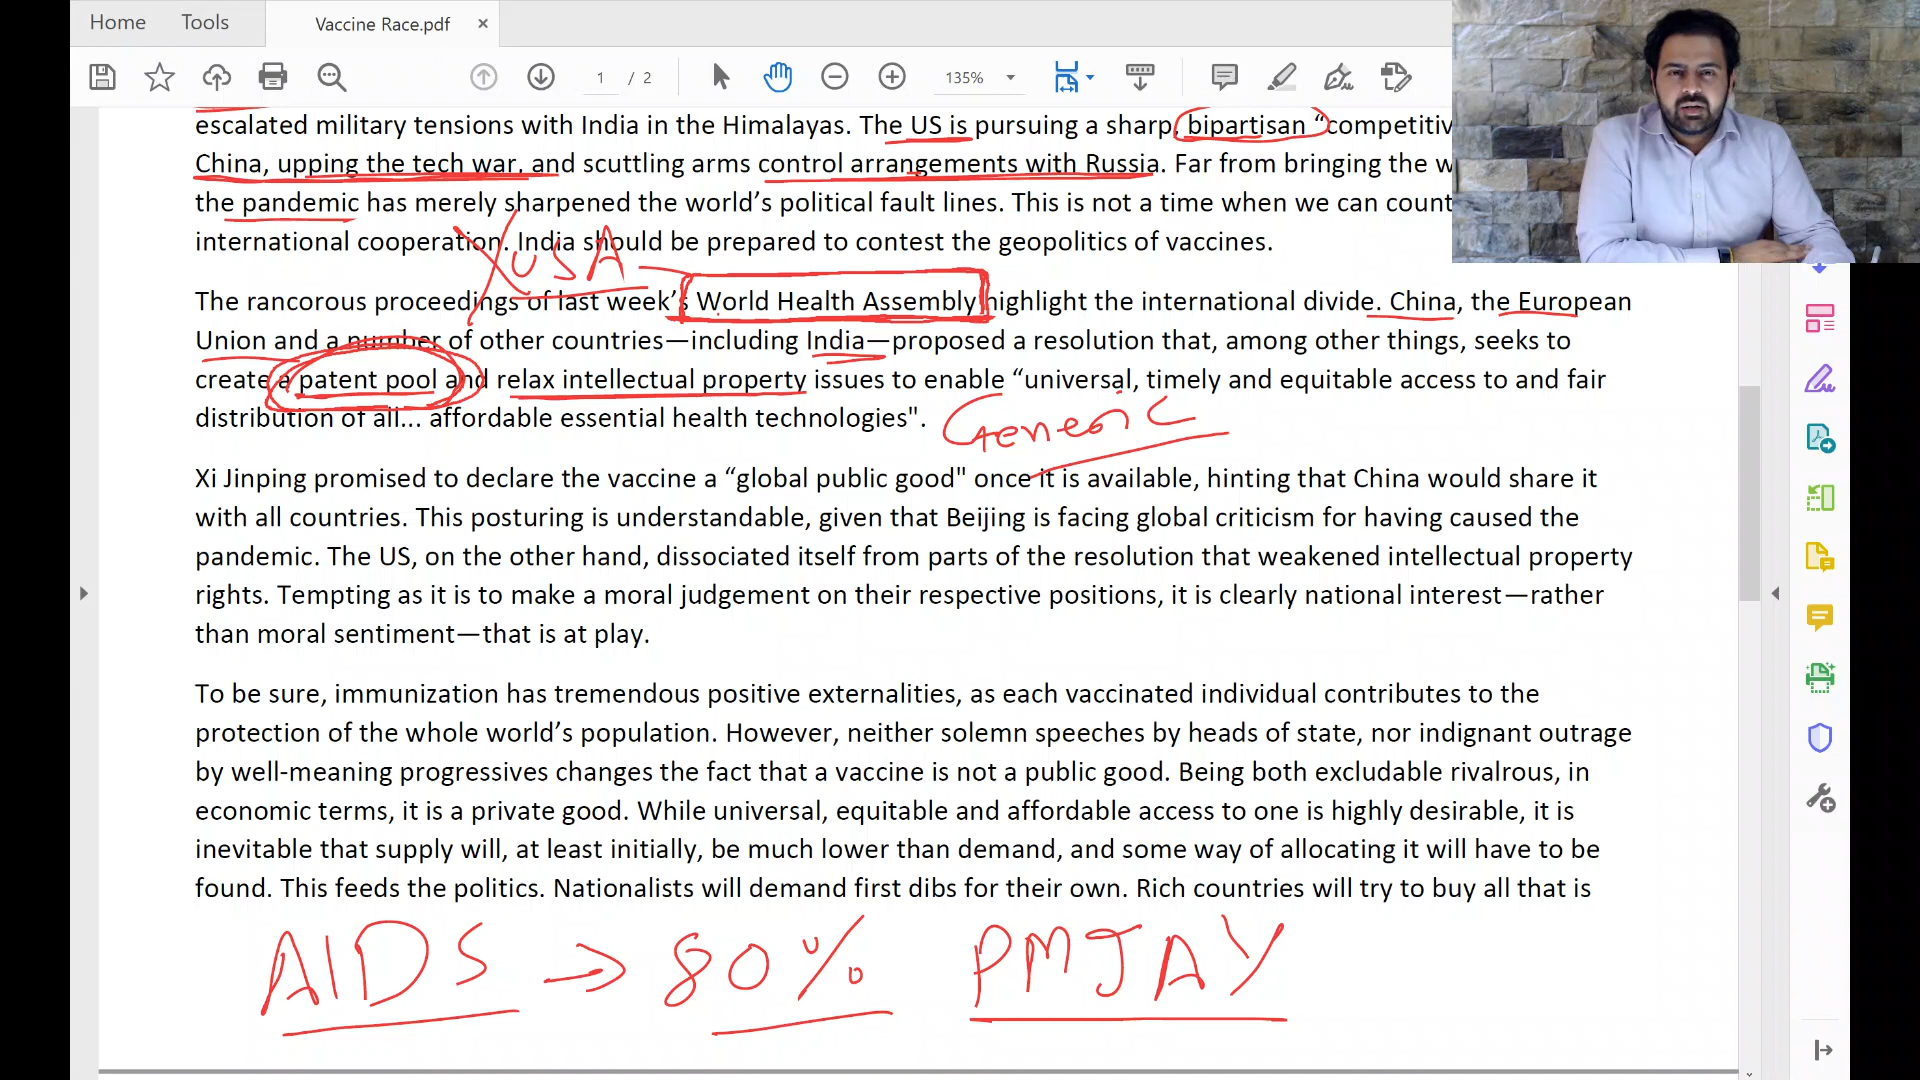 Home Tools Vaccine Race.pdf ×
1 / 2 135%
escalated military tensions with India in the Himalayas. The US is pursuing a sharp, bipartisan “competitiv
China, upping the tech war, and scuttling arms control arrangements with Russia. Far from bringing the w
the pandemic has merely sharpened the world’s political fault lines. This is not a time when we can count
international cooperation. India should be prepared to contest the geopolitics of vaccines.
USA
The rancorous proceedings of last week’s World Health Assembly highlight the international divide. China, the European
Union and a number of other countries—including India—proposed a resolution that, among other things, seeks to
create a patent pool and relax intellectual property issues to enable “universal, timely and equitable access to and fair
distribution of all... affordable essential health technologies".
Generic
Xi Jinping promised to declare the vaccine a “global public good" once it is available, hinting that China would share it
with all countries. This posturing is understandable, given that Beijing is facing global criticism for having caused the
pandemic. The US, on the other hand, dissociated itself from parts of the resolution that weakened intellectual property
rights. Tempting as it is to make a moral judgement on their respective positions, it is clearly national interest—rather
than moral sentiment—that is at play.
To be sure, immunization has tremendous positive externalities, as each vaccinated individual contributes to the
protection of the whole world’s population. However, neither solemn speeches by heads of state, nor indignant outrage
by well-meaning progressives changes the fact that a vaccine is not a public good. Being both excludable rivalrous, in
economic terms, it is a private good. While universal, equitable and affordable access to one is highly desirable, it is
inevitable that supply will, at least initially, be much lower than demand, and some way of allocating it will have to be
found. This feeds the politics. Nationalists will demand first dibs for their own. Rich countries will try to buy all that is
AIDS → 80% PMJAY